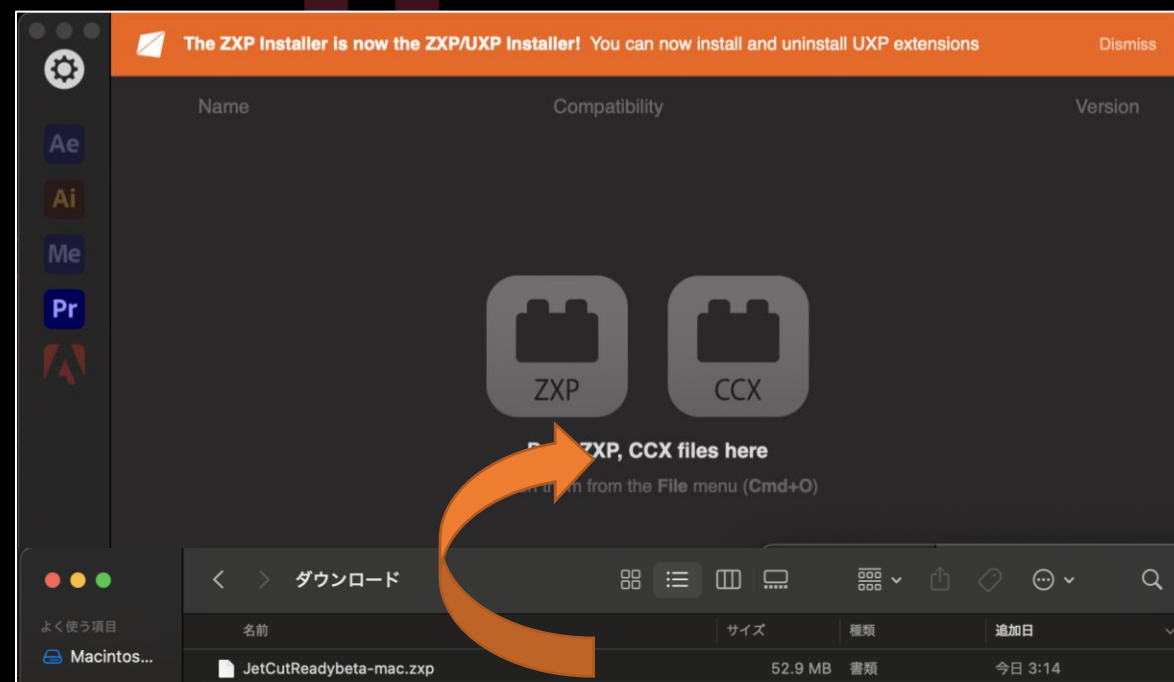 The ZXP Installer is now the ZXP/UXP Installer! You can now install and uninstall UXP extensions Dismiss
Name Compatibility Version
Ae
Ai
Me
Pr
ZXP CCX
ZXP, CCX files here
from the File menu (Cmd+O)
ダウンロード
よく使う項目 名前 サイズ 種類 追加日
Macintos... JetCutReadybeta-mac.zxp 52.9 MB 書類 今日 3:14